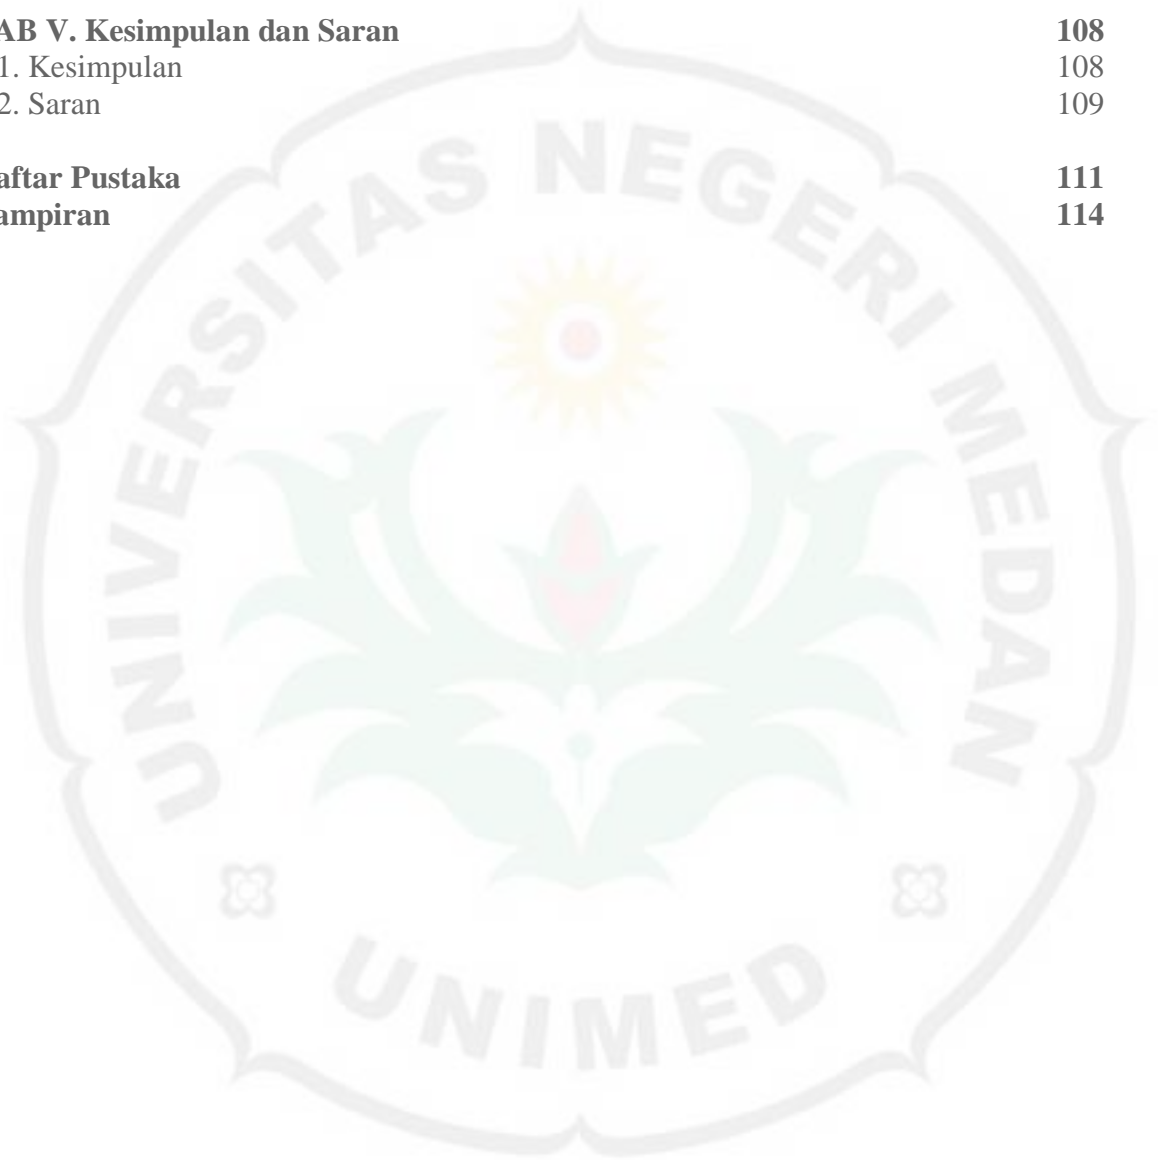 AB V. Kesimpulan dan Saran 108
1. Kesimpulan 108
2. Saran 109
aftar Pustaka 111
ampiran 114
UNIVERSITAS NEGERI MEDAN
UNIMED